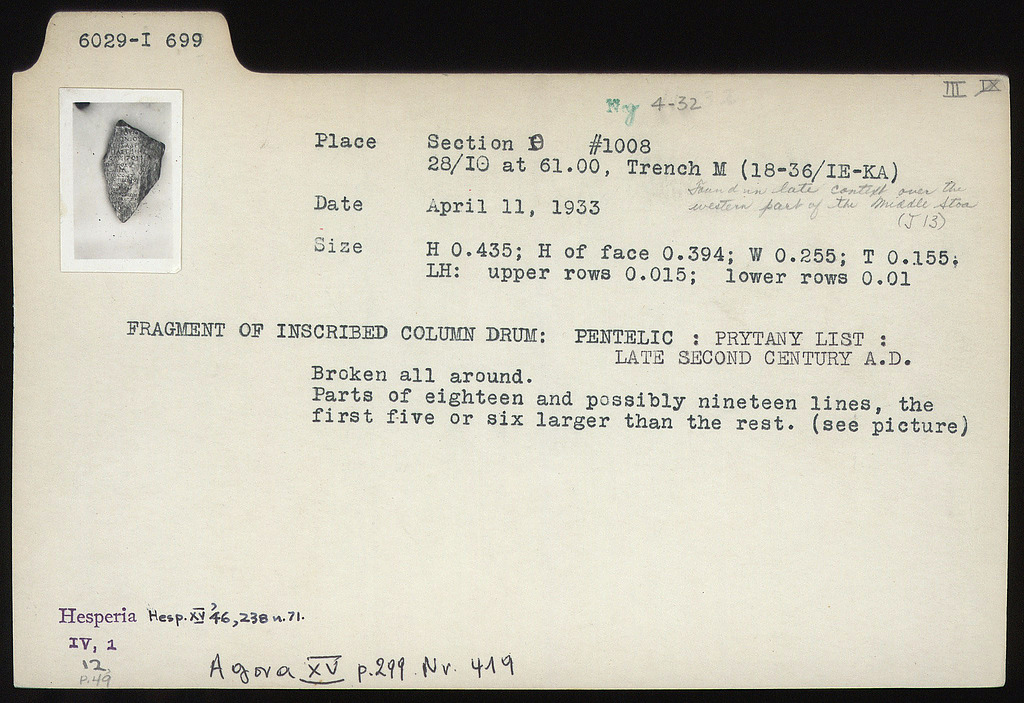 6029-I 699
III IX
Ng 4-32
Place Section Θ #1008
28/ΙΘ at 61.00, Trench M (18-36/ΙΕ-ΚΑ)
Found in late context over the
western part of the Middle Stoa
(J 13)
Date April 11, 1933
Size H 0.435; H of face 0.394; W 0.255; T 0.155;
LH: upper rows 0.015; lower rows 0.01
FRAGMENT OF INSCRIBED COLUMN DRUM: PENTELIC : PRYTANY LIST :
LATE SECOND CENTURY A.D.
Broken all around.
Parts of eighteen and possibly nineteen lines, the
first five or six larger than the rest. (see picture)
Hesperia Hesp. XV, '46, 238 n.71.
IV, 1
12,
P.49
Agora XV p.299 Nr. 419